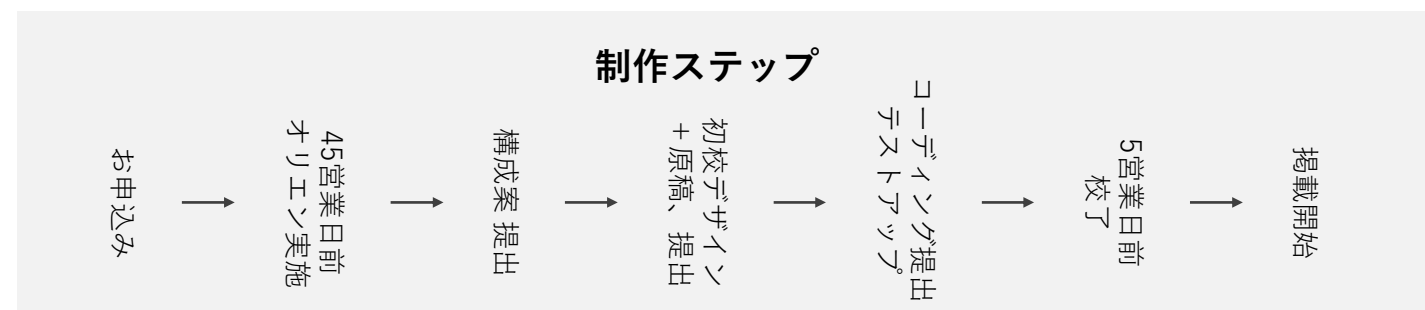 制作ステップ
お申込み
45営業日前
オリエン実施
構成案 提出
初校デザイン
+原稿、提出
コーディング提出
テストアップ
5営業日前
校了
掲載開始